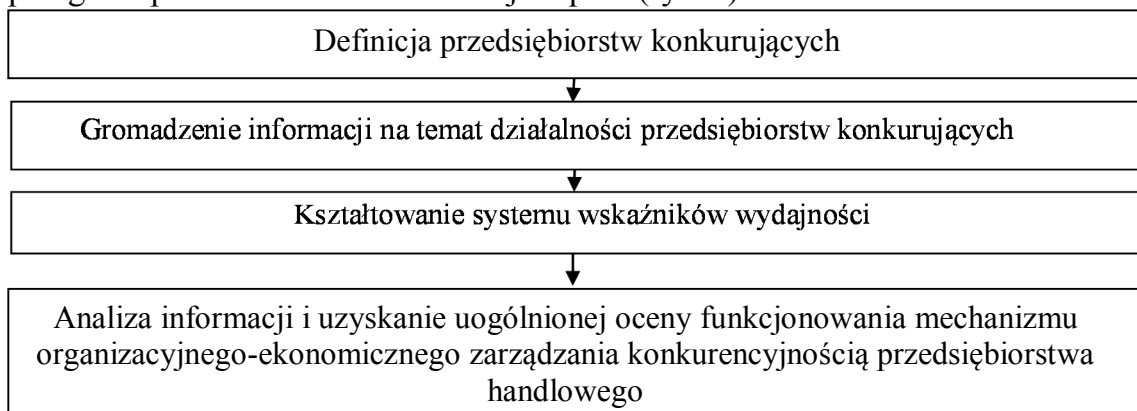 Definicja przedsiębiorstw konkurujących
Gromadzenie informacji na temat działalności przedsiębiorstw konkurujących
Kształtowanie systemu wskaźników wydajności
Analiza informacji i uzyskanie uogólnionej oceny funkcjonowania mechanizmu
organizacyjnego-ekonomicznego zarządzania konkurencyjnością przedsiębiorstwa
handlowego